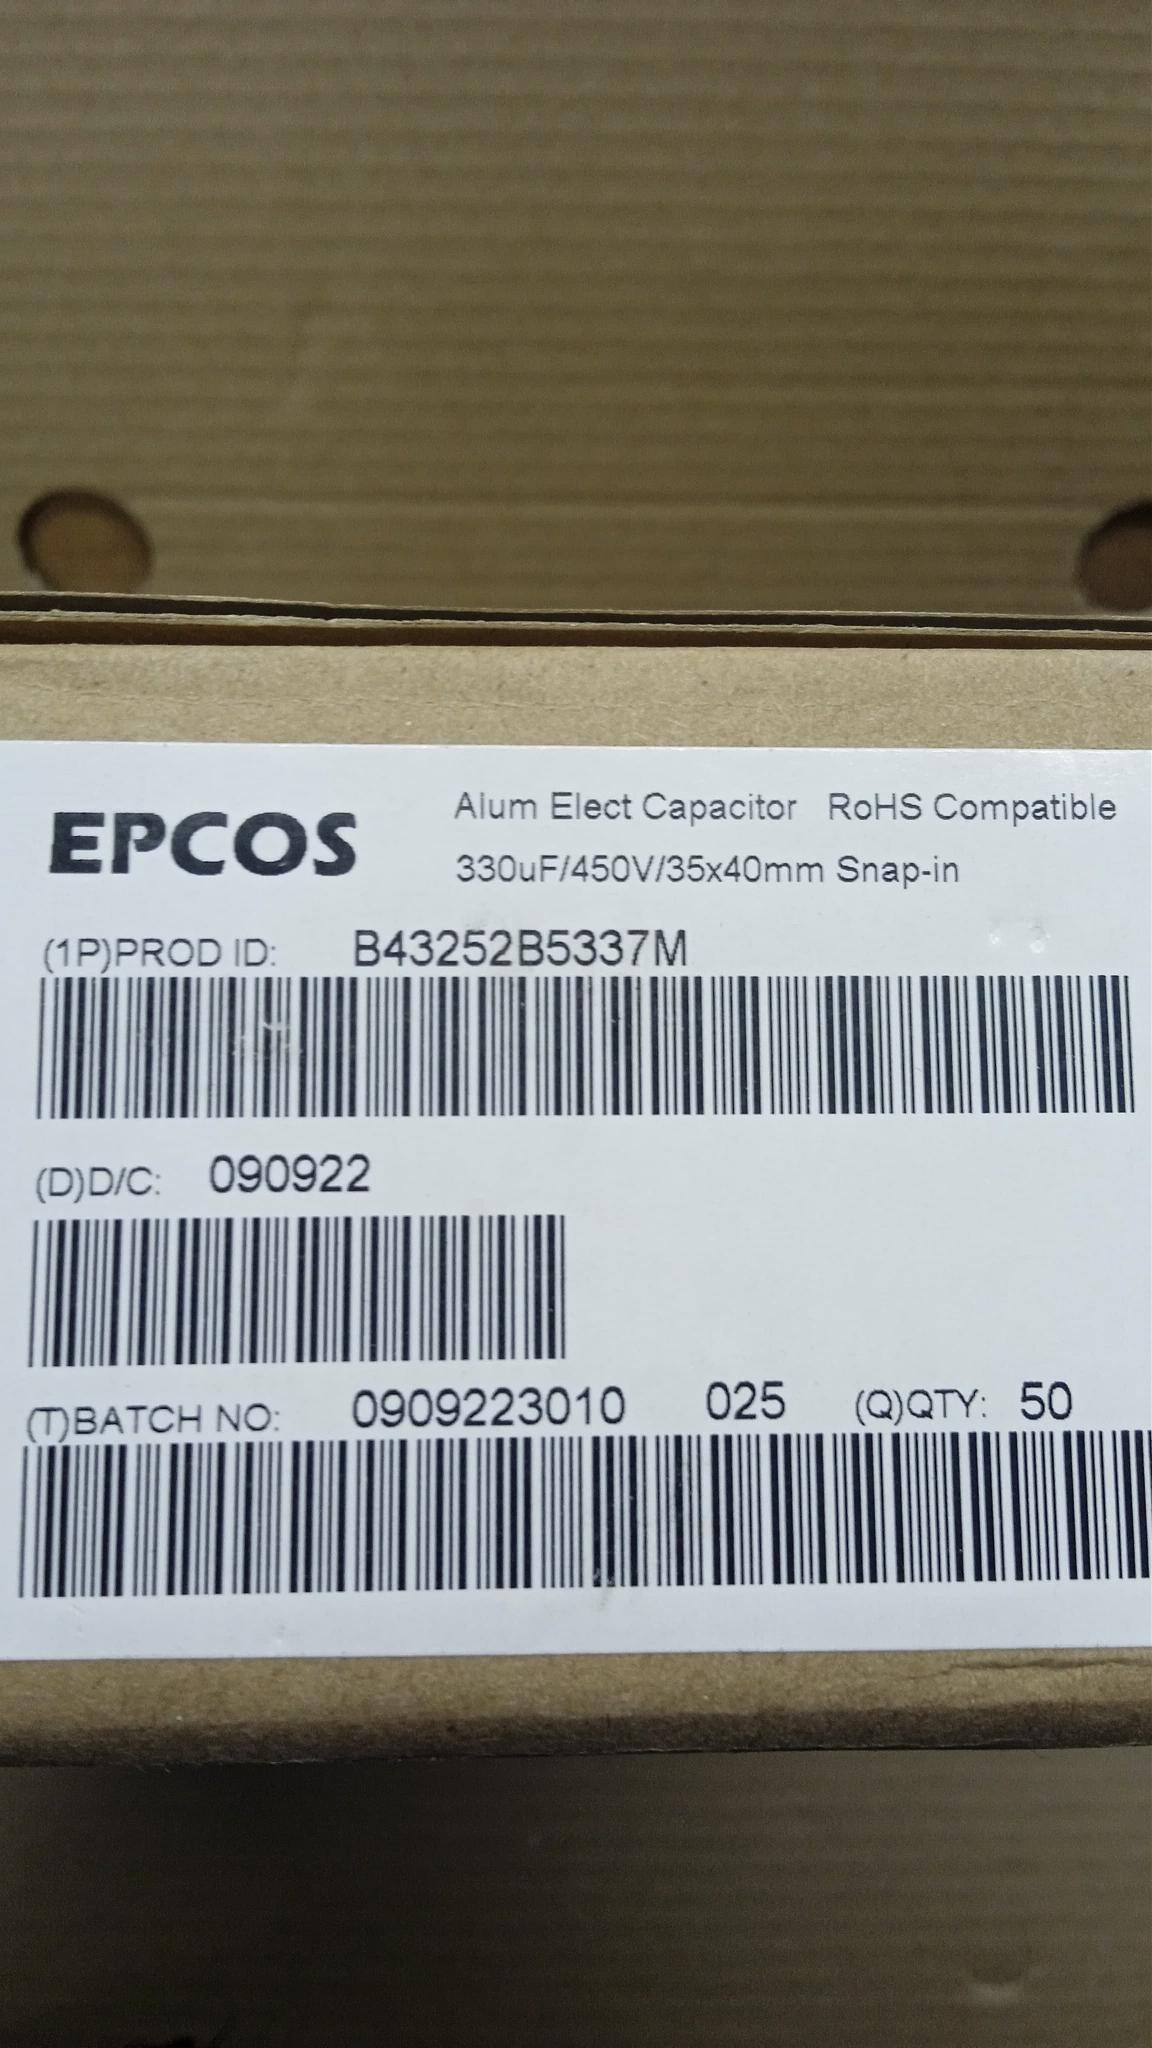 EPCOS
Alum Elect Capacitor RoHS Compatible
330uF/450V/35x40mm Snap-in
(1P)PROD ID: B43252B5337M
(D)D/C: 090922
(T)BATCH NO: 0909223010 025 (Q)QTY: 50